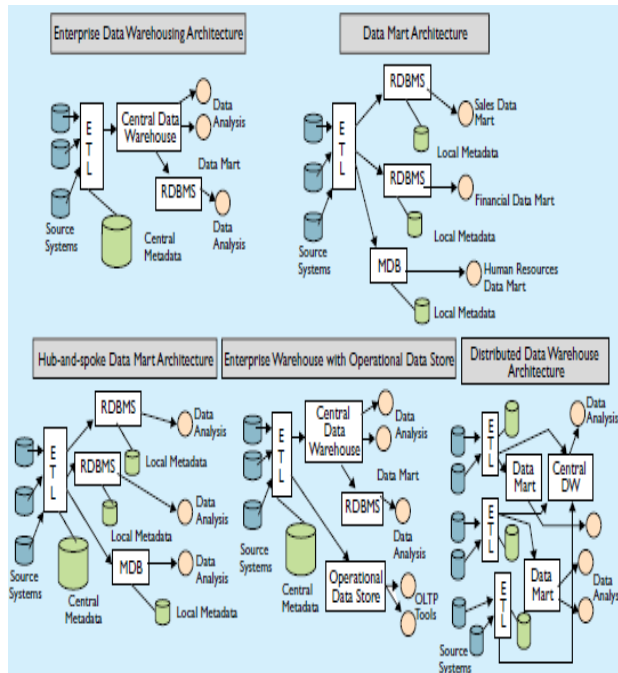 Enterprise Data Warehousing Architecture
E
T
L
Central Data
Warehouse
Data
Analysis
Data Mart
RDBMS
Data
Analysis
Source
Systems
Central
Metadata
Data Mart Architecture
E
T
L
RDBMS
Sales Data
Mart
Local Metadata
RDBMS
Financial Data Mart
Local Metadata
MDB
Human Resources
Data Mart
Local Metadata
Source
Systems
Hub-and-spoke Data Mart Architecture
E
T
L
RDBMS
Data
Analysis
Local Metadata
RDBMS
Data
Analysis
Local Metadata
MDB
Data
Analysis
Local Metadata
Source
Systems
Central
Metadata
Enterprise Warehouse with Operational Data Store
E
T
L
Central
Data
Warehouse
Data
Analysis
Data Mart
RDBMS
Data
Analysis
Source
Systems
Central
Metadata
Operational
Data Store
OLTP
Tools
Distributed Data Warehouse
Architecture
E
T
L
Data
Analysis
Data
Mart
Central
DW
E
T
L
Data
Mart
Data
Analysis
E
T
L
Source
Systems